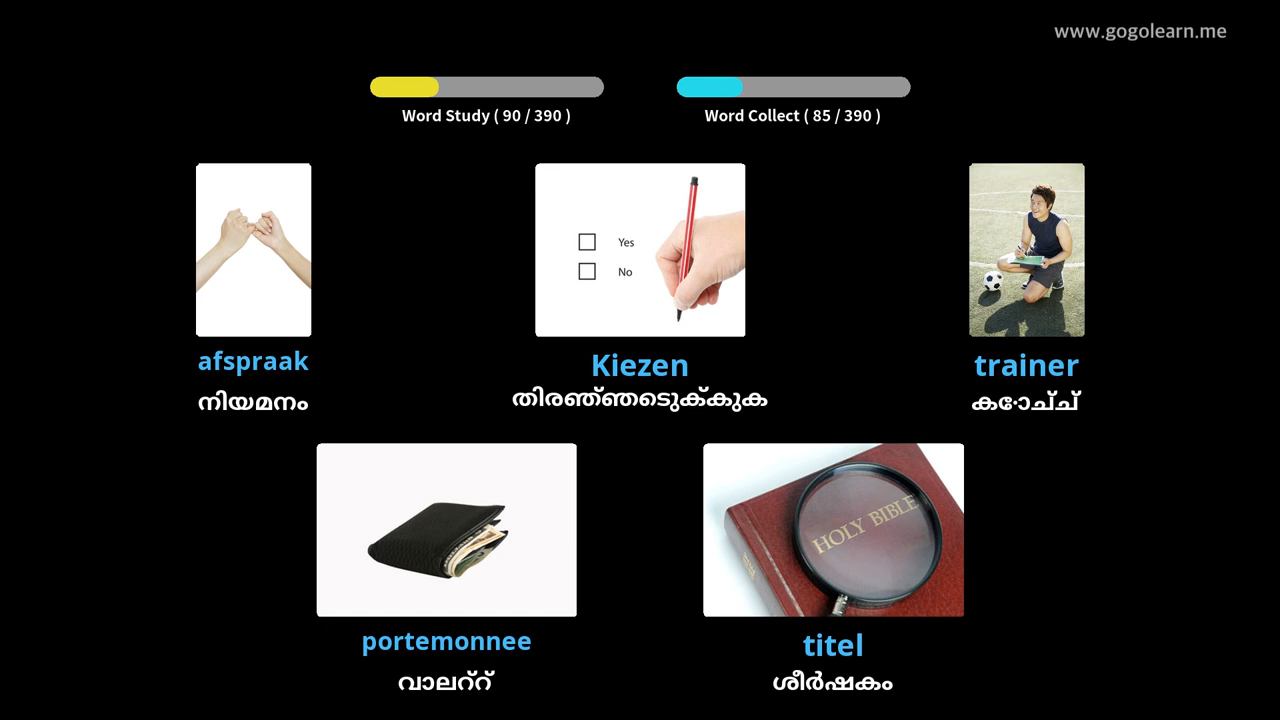 www.gogolearn.me
Word Study ( 90 / 390 )
Word Collect ( 85 / 390 )
Yes
No
afspraak
Kiezen
trainer
നിയമനം
തിരഞ്ഞെടുക്കുക
കോച്ച്
HOLY BIBLE
portemonnee
titel
വാലറ്റ്
ശീർഷകം